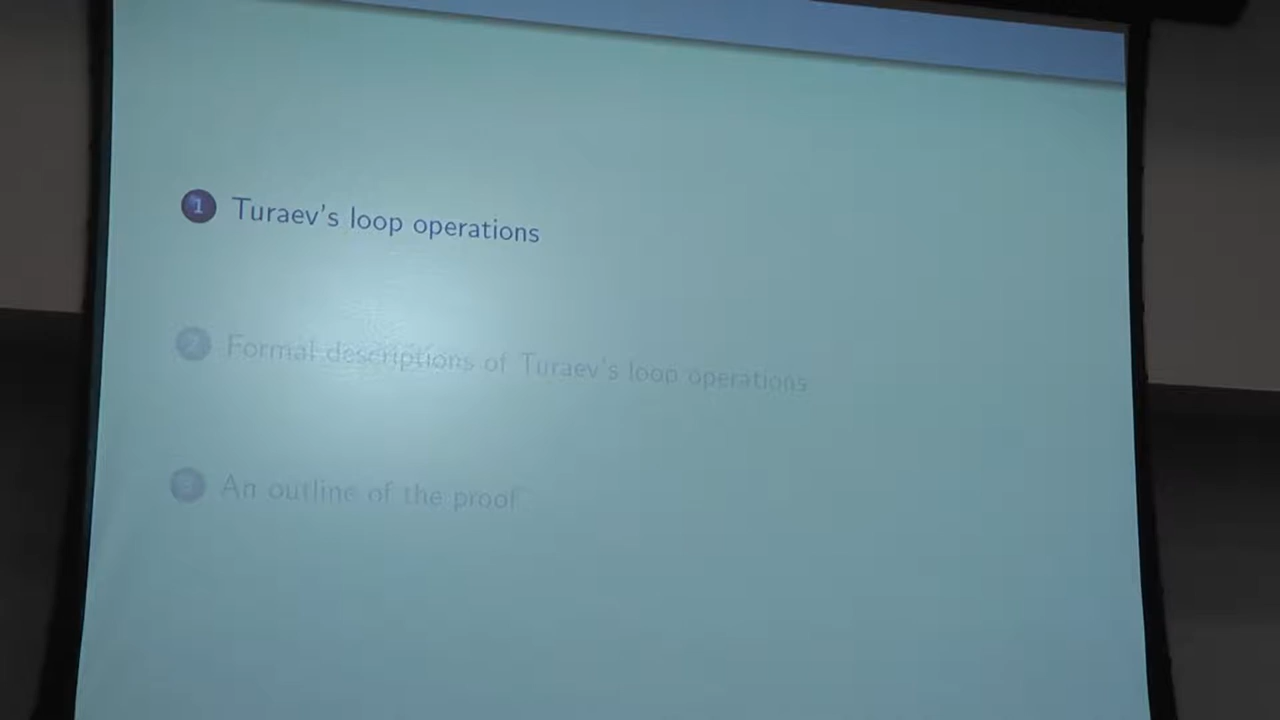 1 Turaev's loop operations
2 Formal descriptions of Turaev's loop operations
3 An outline of the proof